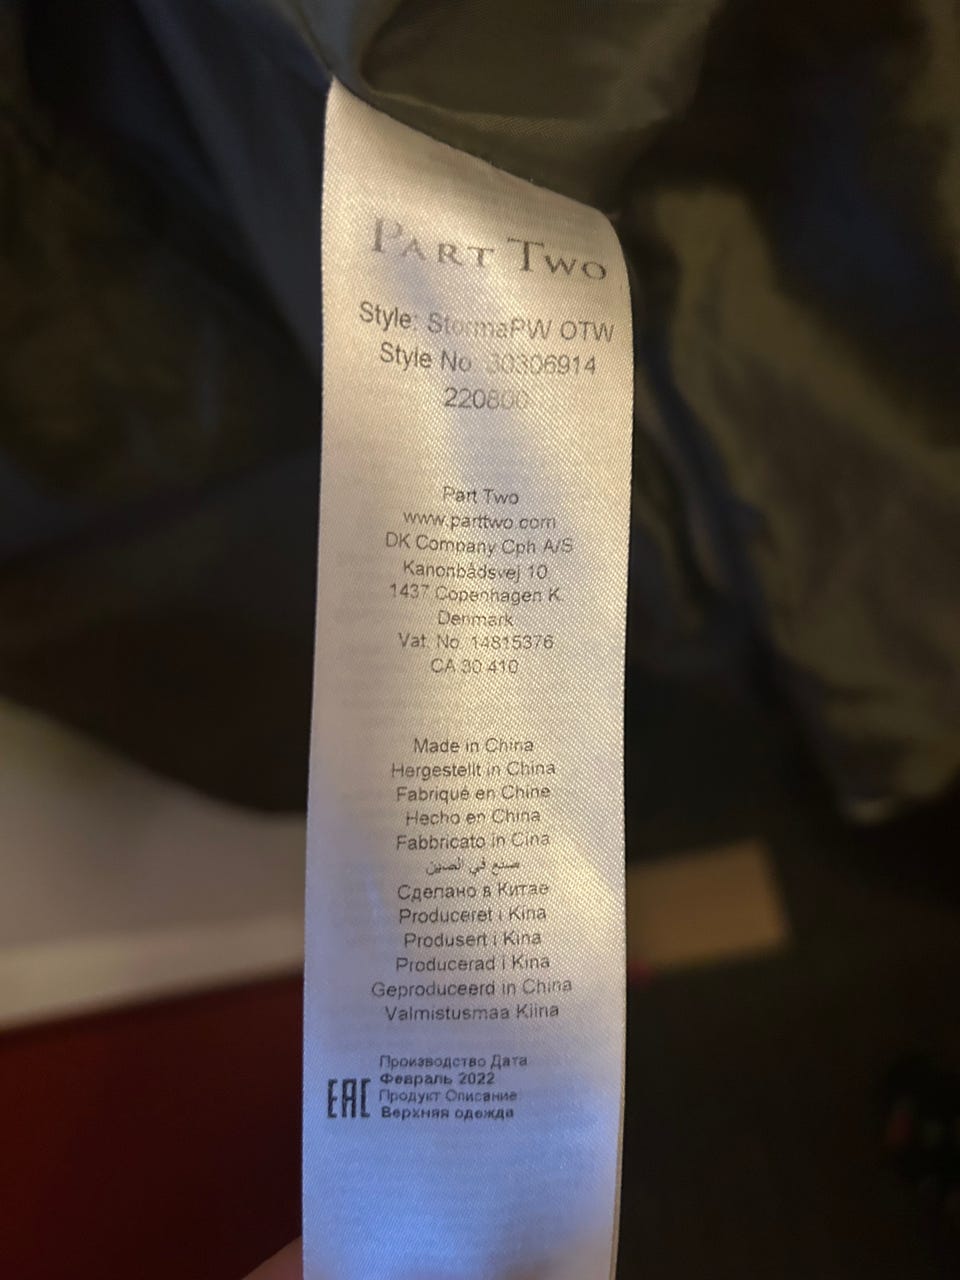 PART TWO
Style: StormaPW OTW
Style No 30306914
220800
Part Two
www.parttwo.com
DK Company Cph A/S
Kanonbådsvej 10
1437 Copenhagen K
Denmark
Vat. No. 14815376
CA 30 410
Made in China
Hergestellt in China
Fabriqué en Chine
Hecho en China
Fabbricato in Cina
صنع في الصين
Сделано в Китае
Produceret i Kina
Produsert i Kina
Producerad i Kina
Geproduceerd in China
Valmistusmaa Kiina
Производство Дата
Февраль 2022
EAC Продукт Описание
Верхняя одежда